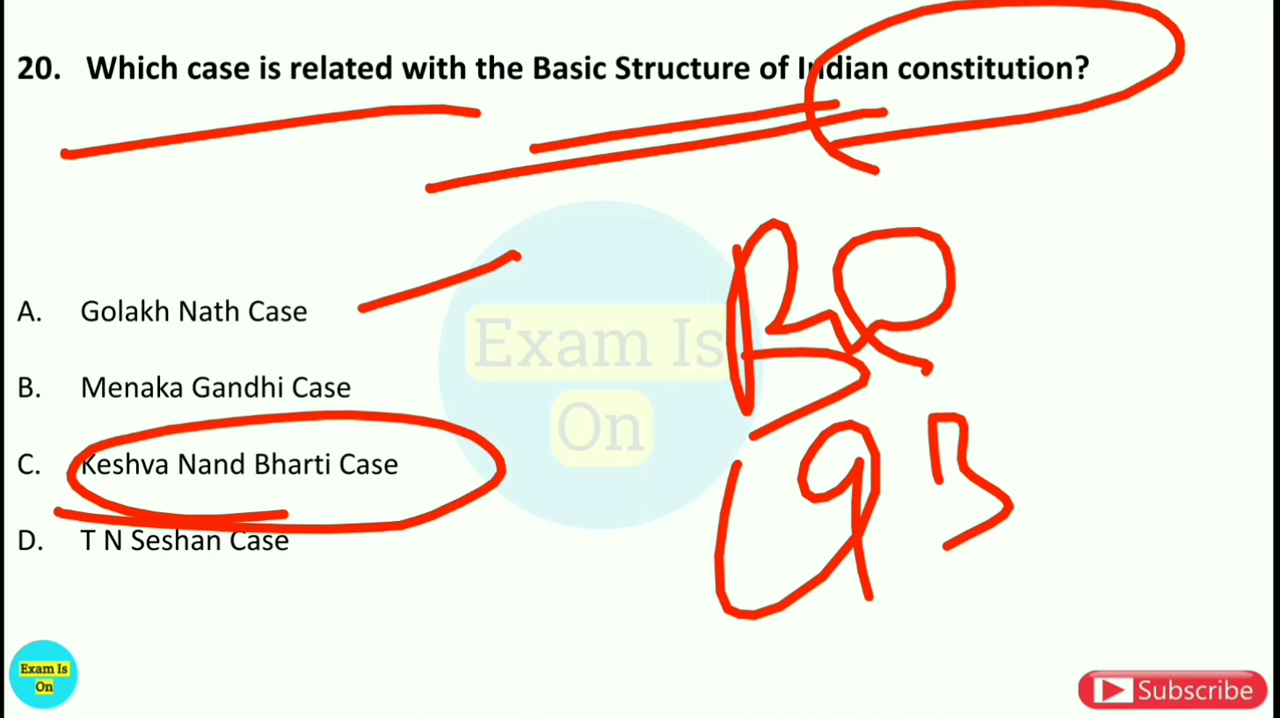 20. Which case is related with the Basic Structure of Indian constitution?
A. Golakh Nath Case
Exam Is
B. Menaka Gandhi Case
On
C. Keshva Nand Bharti Case
D. T N Seshan Case
Exam Is
On
Subscribe